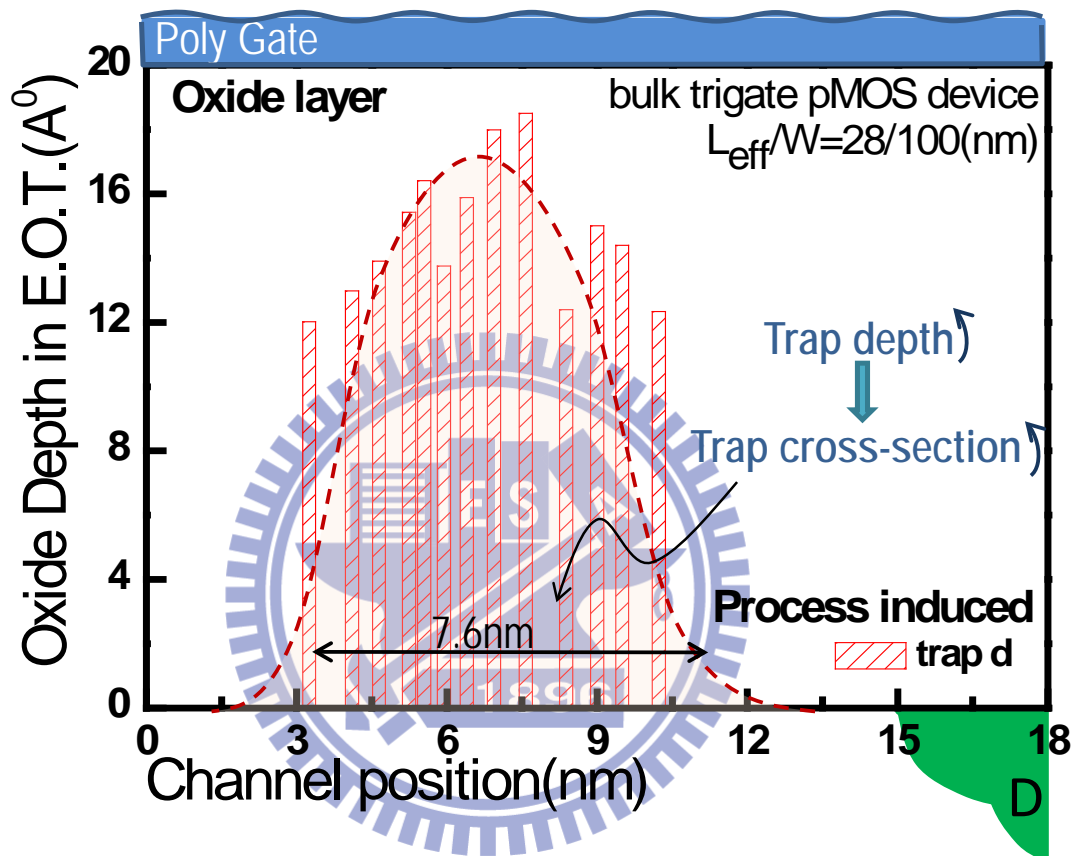 Poly Gate
Oxide layer
bulk trigate pMOS device
Leff/W=28/100(nm)
Oxide Depth in E.O.T.(A⁰)
20
16
12
8
4
0
Trap depth
Trap cross-section
Process induced
trap d
7.6nm
ES
1896
0 3 6 9 12 15 18
Channel position(nm)
D